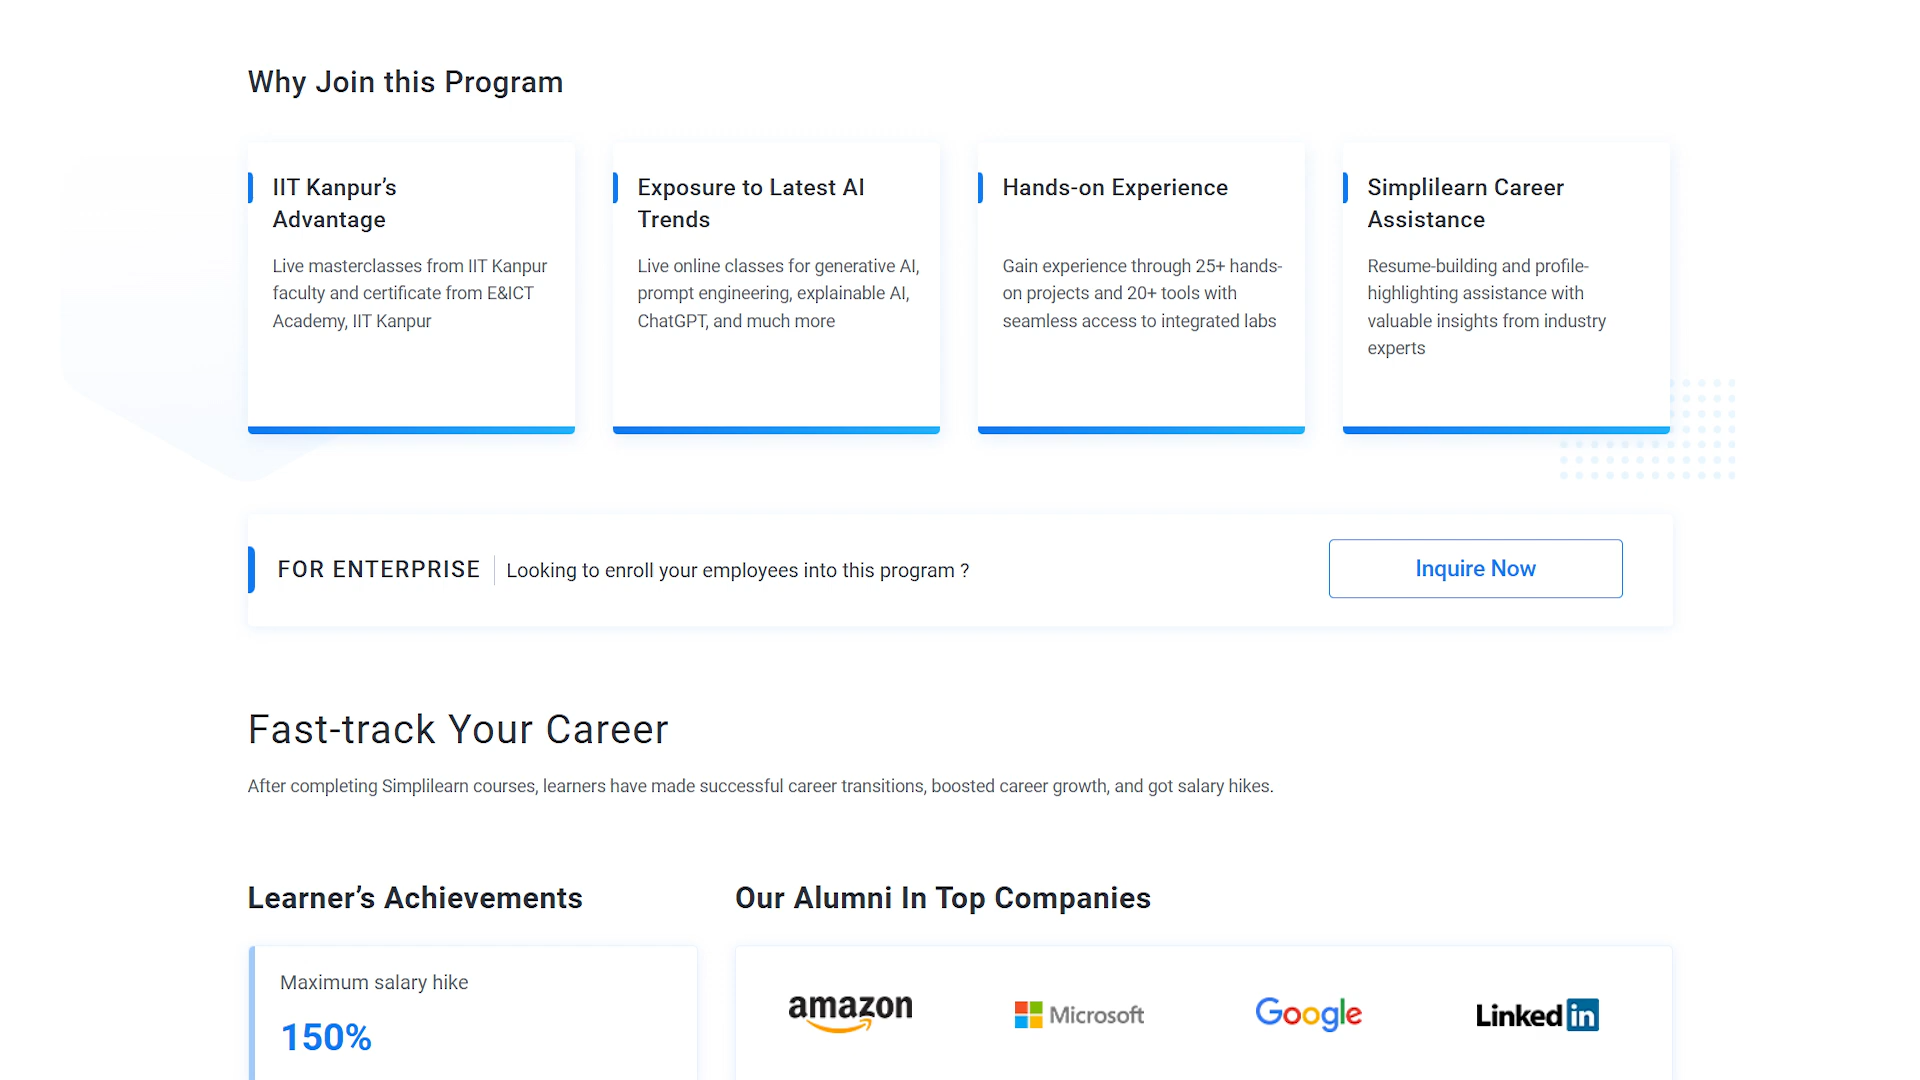 Why Join this Program
IIT Kanpur’s
Advantage
Live masterclasses from IIT Kanpur
faculty and certificate from E&ICT
Academy, IIT Kanpur
Exposure to Latest AI
Trends
Live online classes for generative AI,
prompt engineering, explainable AI,
ChatGPT, and much more
Hands-on Experience
Gain experience through 25+ hands-
on projects and 20+ tools with
seamless access to integrated labs
Simplilearn Career
Assistance
Resume-building and profile-
highlighting assistance with
valuable insights from industry
experts
FOR ENTERPRISE Looking to enroll your employees into this program ?
Inquire Now
Fast-track Your Career
After completing Simplilearn courses, learners have made successful career transitions, boosted career growth, and got salary hikes.
Learner’s Achievements
Maximum salary hike
150%
Our Alumni In Top Companies
amazon
Microsoft
Google
Linkedin